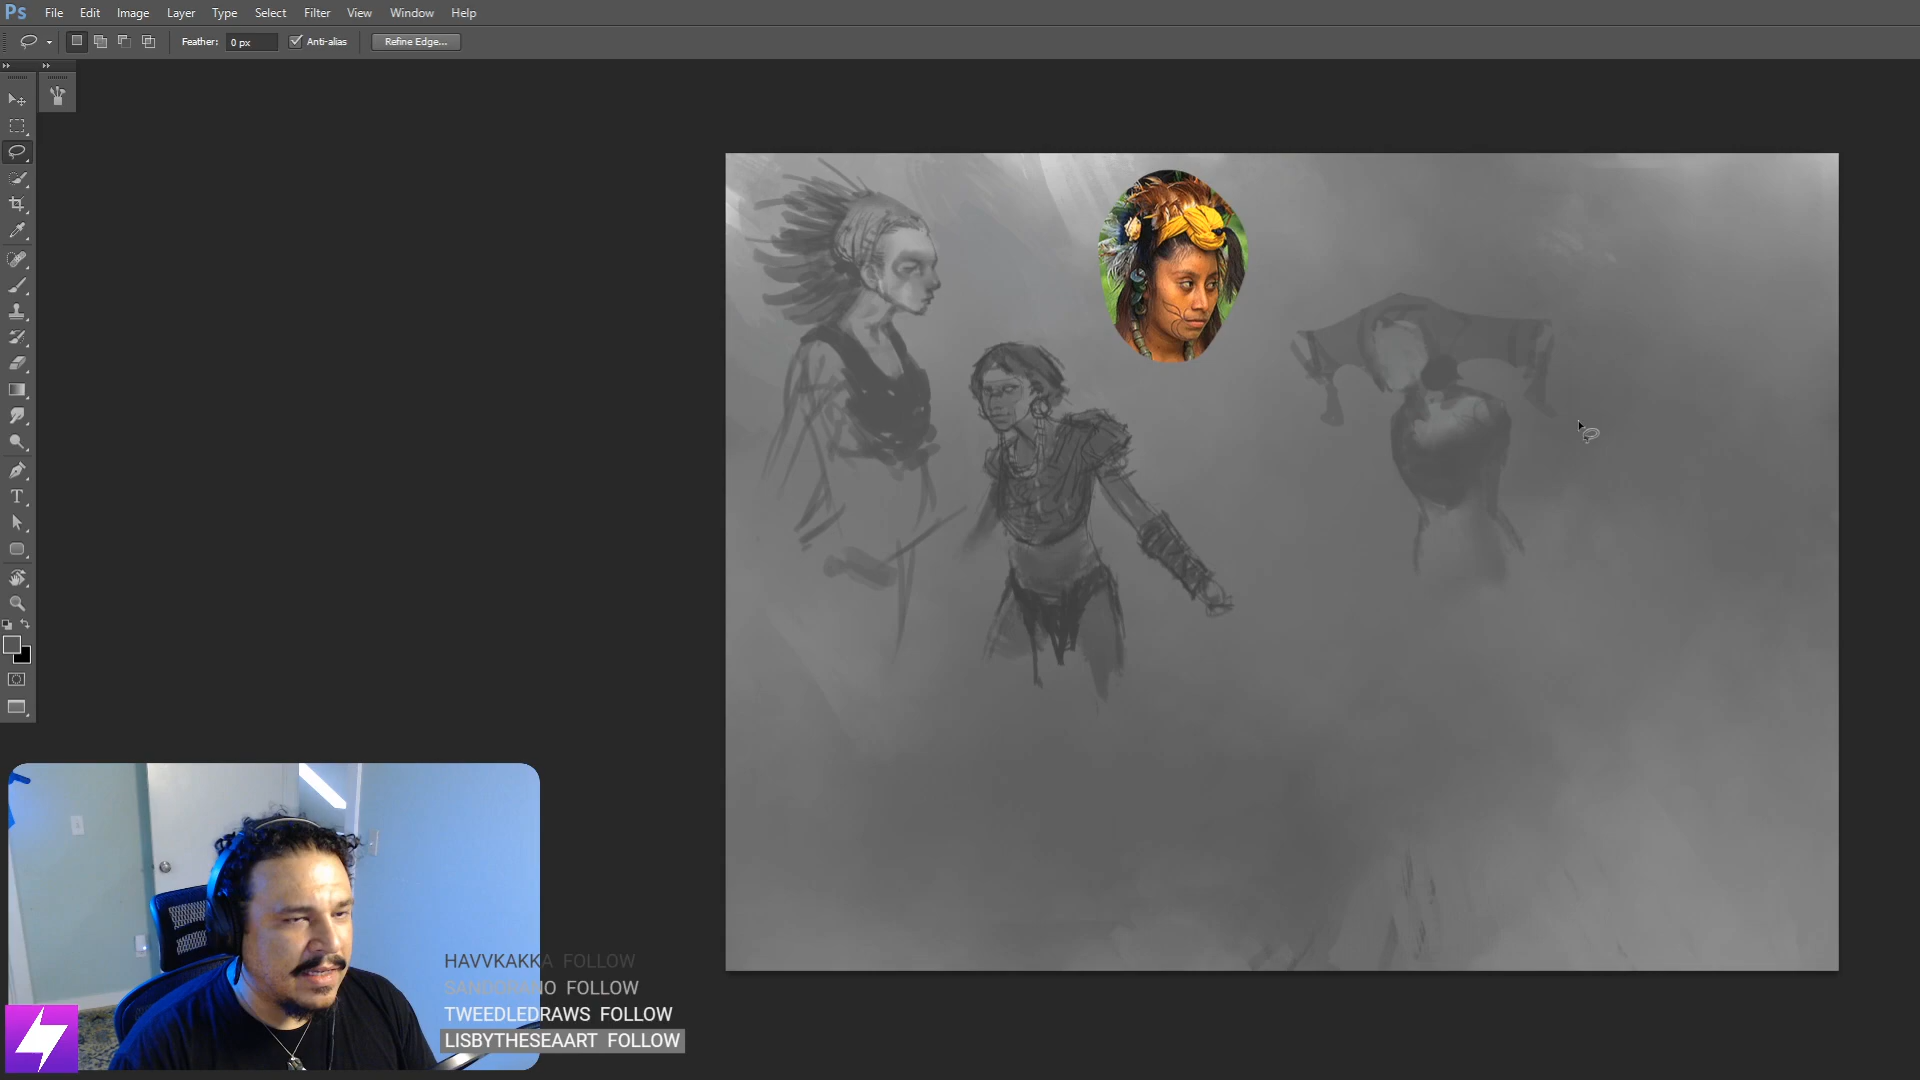 Ps File Edit Image Layer Type Select Filter View Window Help
Feather: 0 px Anti-alias Refine Edge...
T
HAVVKAKKA FOLLOW
SANDORANO FOLLOW
TWEEDLEDRAWS FOLLOW
LISBYTHESEAART FOLLOW